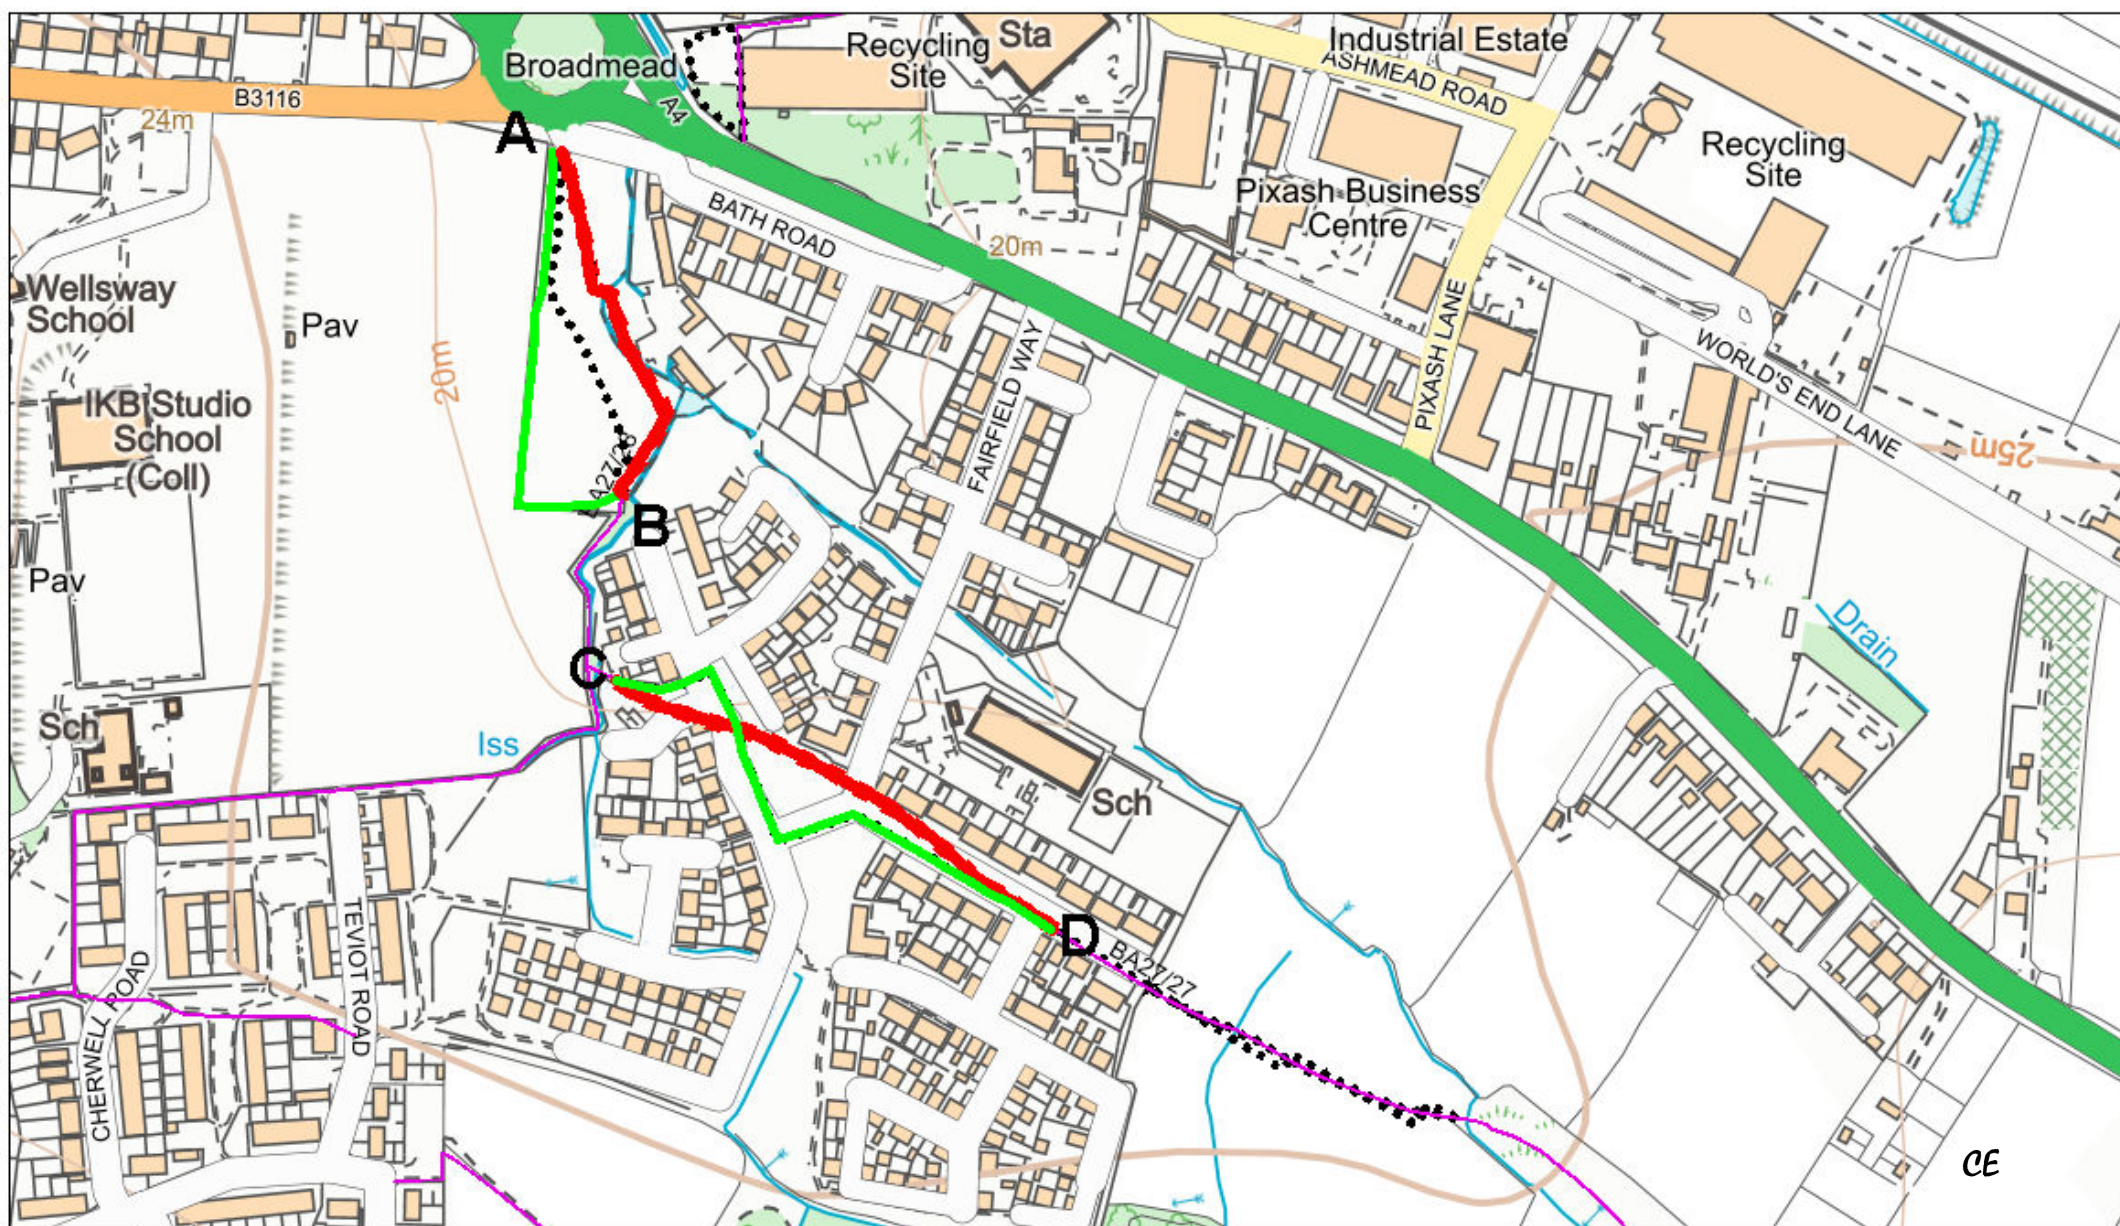 Broadmead
Recycling
Site
Sta
Industrial Estate
ASHMEAD ROAD
B3116
24m
A
A4
Recycling
Site
Pixash Business
Centre
BATH ROAD
20m
Wellsway
School
Pav
20m
IKB Studio
School
(Coll)
PIXASH LANE
WORLD'S END LANE
FAIRFIELD WAY
25m
B
Pav
C
Drain
Sch
Iss
Sch
D
BA27/27
TEVIOT ROAD
CHERWELL ROAD
CE